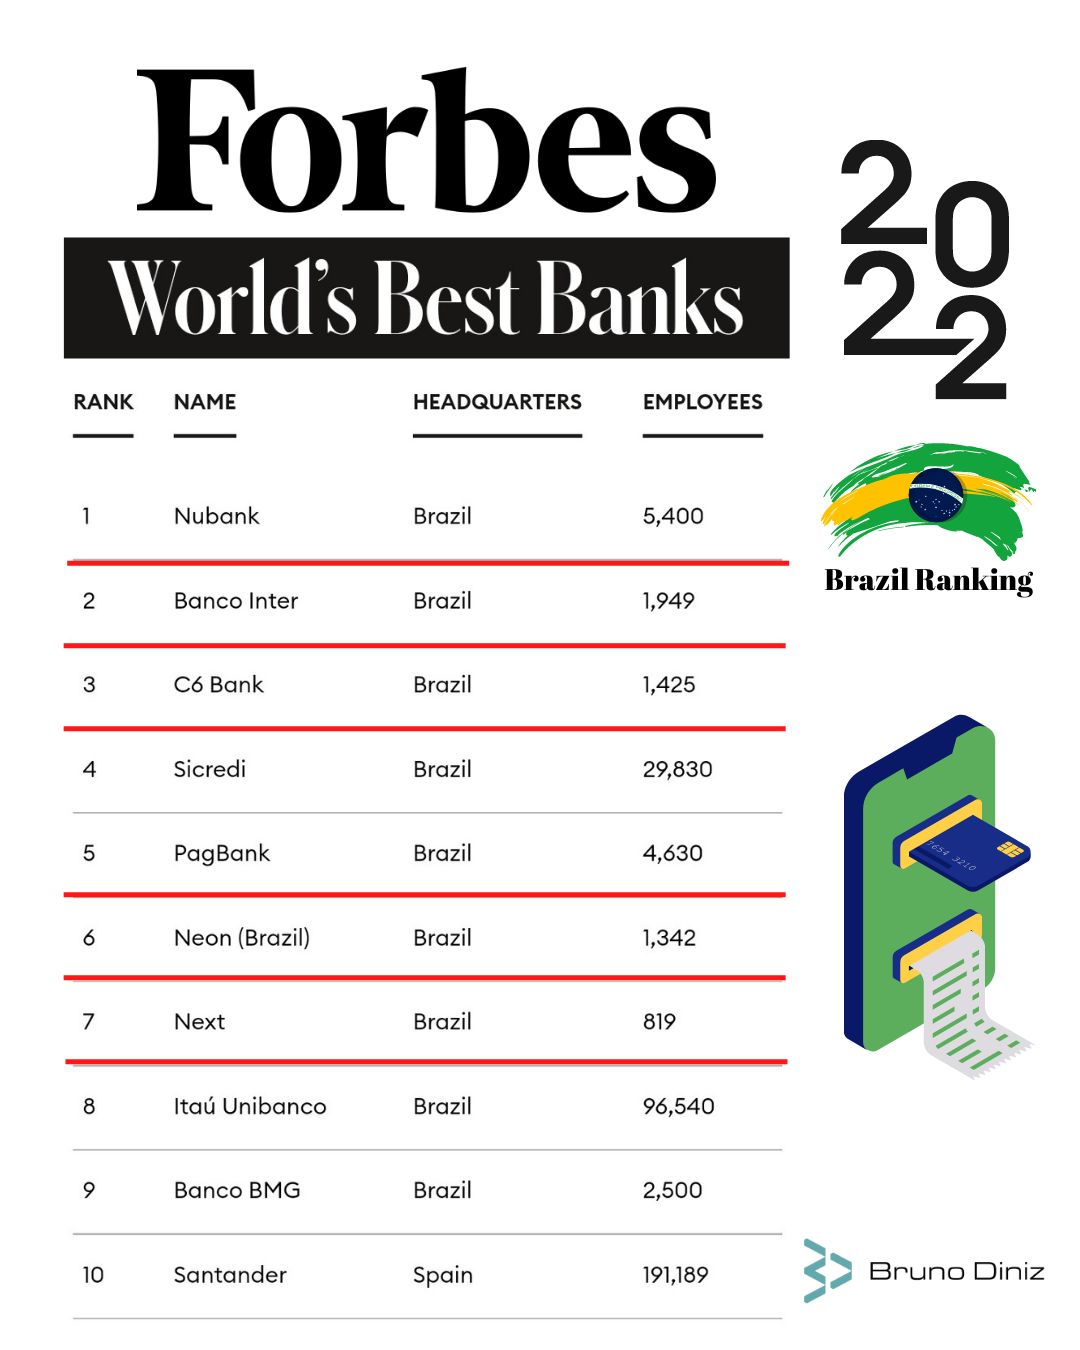 Forbes
World's Best Banks
2022
RANK NAME HEADQUARTERS EMPLOYEES
1 Nubank Brazil 5,400
2 Banco Inter Brazil 1,949
3 C6 Bank Brazil 1,425
4 Sicredi Brazil 29,830
5 PagBank Brazil 4,630
6 Neon (Brazil) Brazil 1,342
7 Next Brazil 819
8 Itaú Unibanco Brazil 96,540
9 Banco BMG Brazil 2,500
10 Santander Spain 191,189
Brazil Ranking
7654 3210
Bruno Diniz